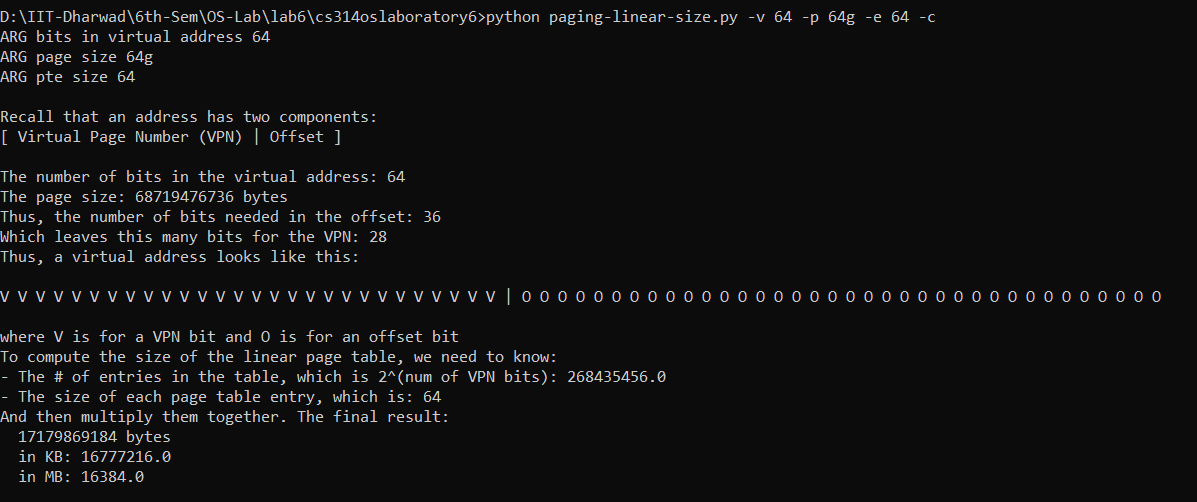 D:\IIT-Dharwad\6th-Sem\OS-Lab\lab6\cs314oslaboratory6>python paging-linear-size.py -v 64 -p 64g -e 64 -c
ARG bits in virtual address 64
ARG page size 64g
ARG pte size 64
Recall that an address has two components:
[ Virtual Page Number (VPN) | Offset ]
The number of bits in the virtual address: 64
The page size: 68719476736 bytes
Thus, the number of bits needed in the offset: 36
Which leaves this many bits for the VPN: 28
Thus, a virtual address looks like this:
V V V V V V V V V V V V V V V V V V V V V V V V V V V V | O O O O O O O O O O O O O O O O O O O O O O O O O O O O O O O O O O O O
where V is for a VPN bit and O is for an offset bit
To compute the size of the linear page table, we need to know:
- The # of entries in the table, which is 2^(num of VPN bits): 268435456.0
- The size of each page table entry, which is: 64
And then multiply them together. The final result:
  17179869184 bytes
  in KB: 16777216.0
  in MB: 16384.0